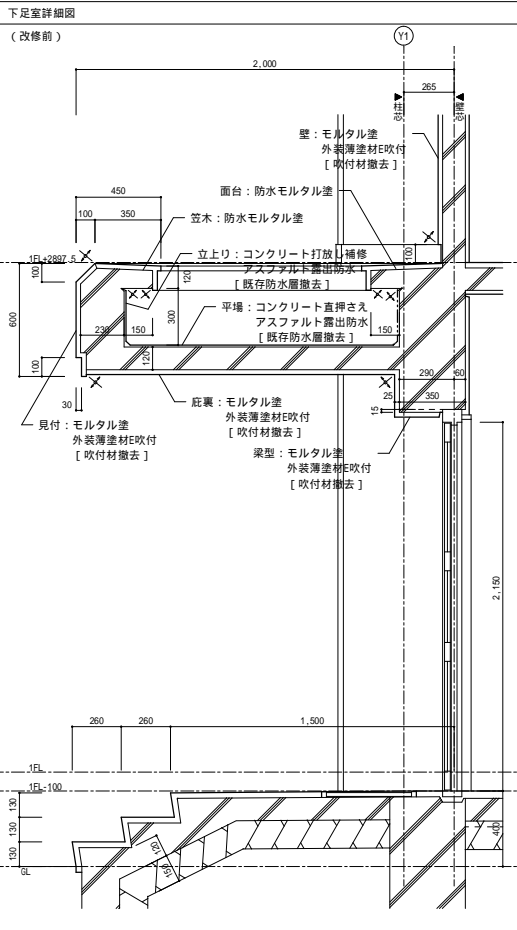 下足室詳細図
（改修前）
Y1
2,000
265
柱芯
壁芯
壁：モルタル塗
外装薄塗材E吹付
[ 吹付材撤去 ]
450
100
350
面台：防水モルタル塗
笠木：防水モルタル塗
1FL+2897.5
立上り：コンクリート打放し補修
アスファルト露出防水
[ 既存防水層撤去 ]
100
100
120
平場：コンクリート直押さえ
アスファルト露出防水
[ 既存防水層撤去 ]
600
300
230
150
150
120
100
290
60
30
25
350
15
庇裏：モルタル塗
外装薄塗材E吹付
[ 吹付材撤去 ]
見付：モルタル塗
外装薄塗材E吹付
[ 吹付材撤去 ]
梁型：モルタル塗
外装薄塗材E吹付
[ 吹付材撤去 ]
2,150
260
260
1,500
1FL
1FL-100
130
130
130
GL
120
150
400